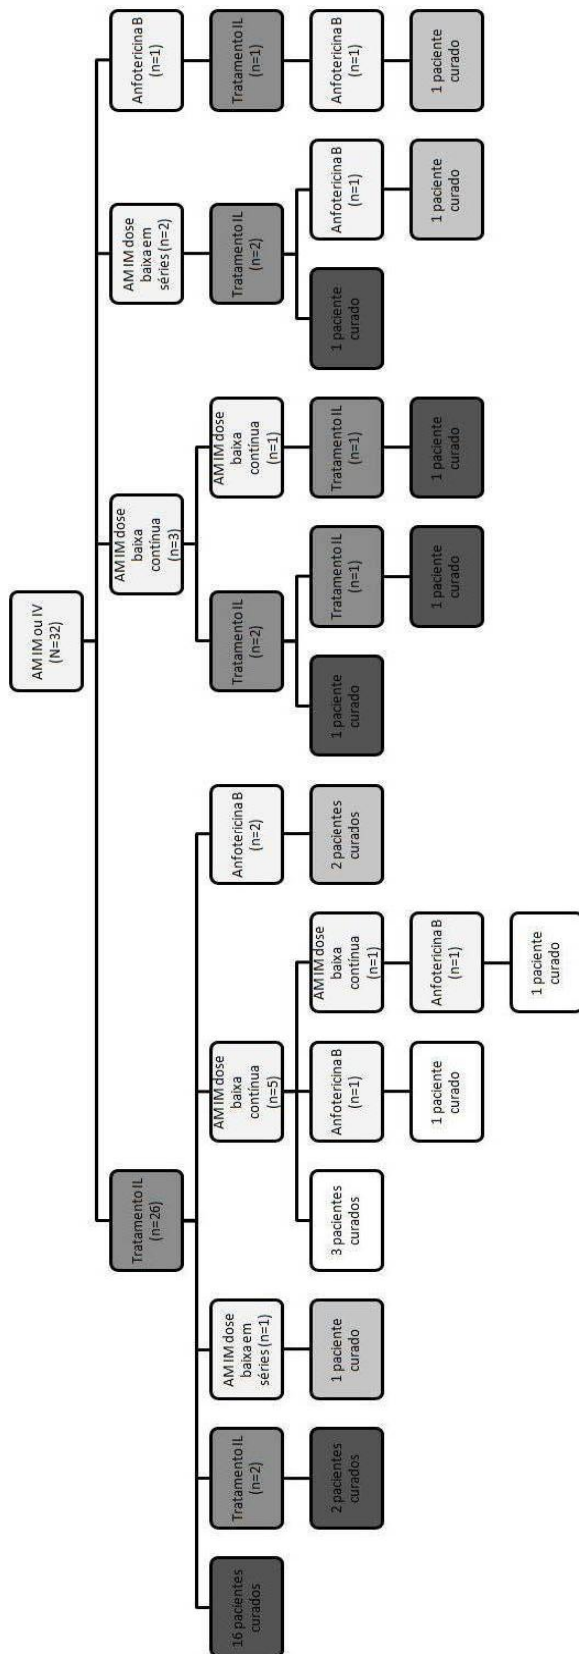 AM IM ou IV
(N=32)
Tratamento IL
(n=26)
AM IM dose
baixa
contínua
(n=3)
AM IM dose
baixa em
séries (n=2)
Anfotericina B
(n=1)
16 pacientes
curados
Tratamento IL
(n=2)
AM IM dose
baixa em
séries (n=1)
AM IM dose
baixa
contínua
(n=5)
Anfotericina B
(n=2)
Tratamento IL
(n=2)
AM IM dose
baixa
contínua
(n=1)
Tratamento IL
(n=2)
Tratamento IL
(n=1)
2 pacientes
curados
1 paciente
curado
3 pacientes
curados
Anfotericina B
(n=1)
AM IM dose
baixa
contínua
(n=1)
2 pacientes
curados
1 paciente
curado
Tratamento IL
(n=1)
Tratamento IL
(n=1)
1 paciente
curado
Anfotericina B
(n=1)
Anfotericina B
(n=1)
1 paciente
curado
Anfotericina B
(n=1)
1 paciente
curado
1 paciente
curado
1 paciente
curado
1 paciente
curado
1 paciente
curado